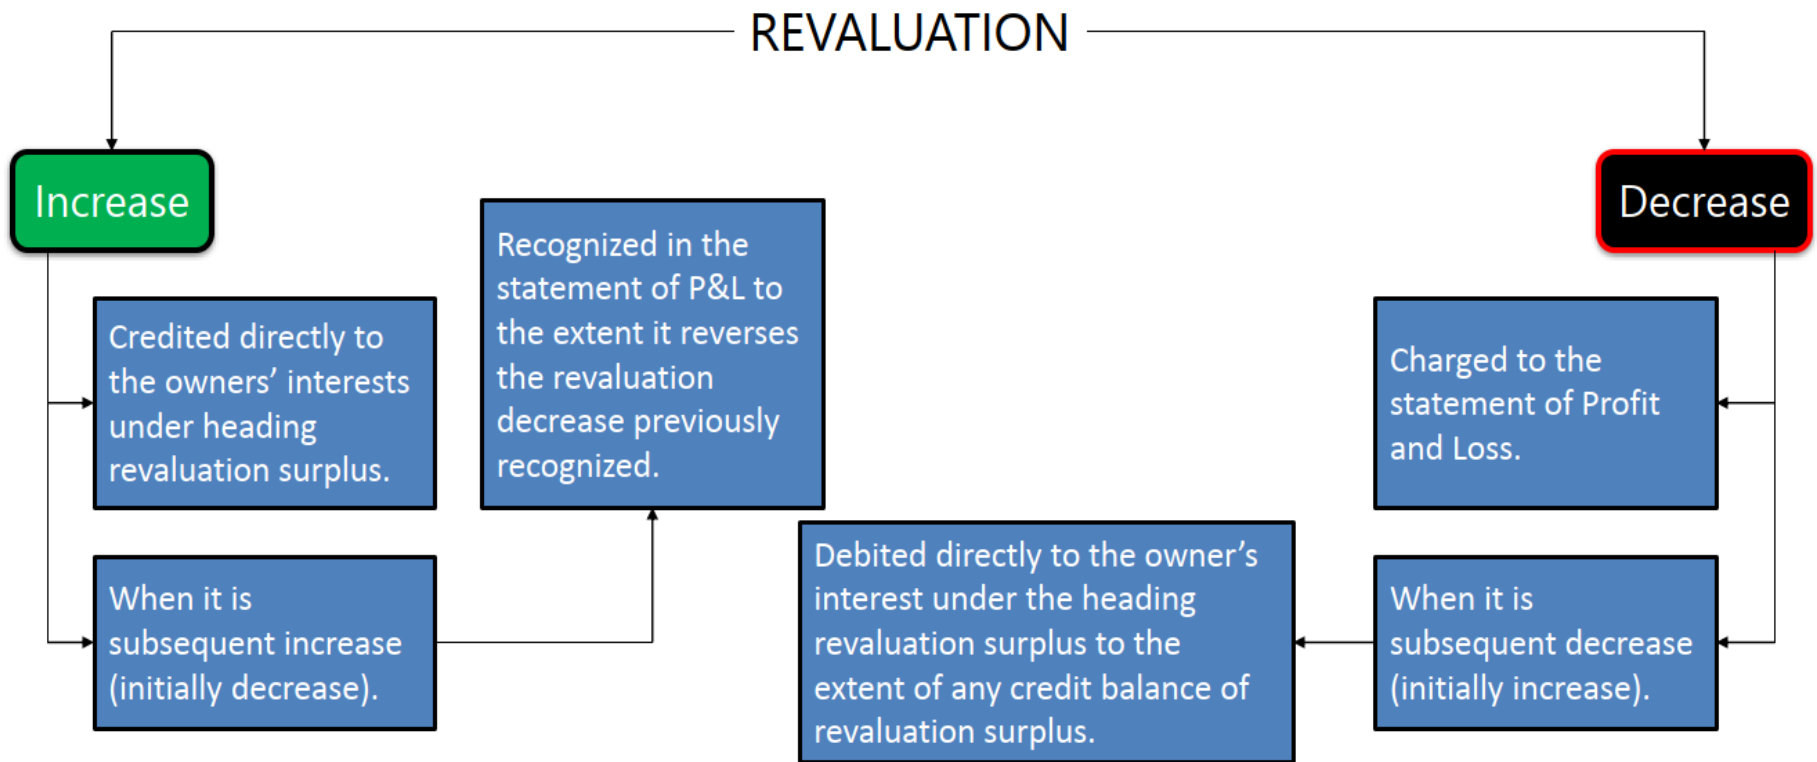 REVALUATION
Increase
Decrease
Credited directly to
the owners’ interests
under heading
revaluation surplus.
When it is
subsequent increase
(initially decrease).
Recognized in the
statement of P&L to
the extent it reverses
the revaluation
decrease previously
recognized.
Charged to the
statement of Profit
and Loss.
When it is
subsequent decrease
(initially increase).
Debited directly to the owner’s
interest under the heading
revaluation surplus to the
extent of any credit balance of
revaluation surplus.